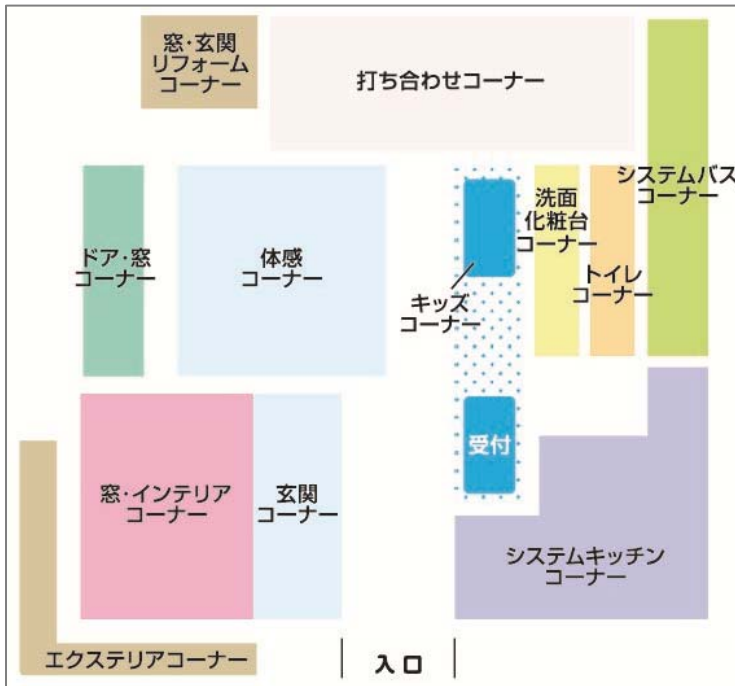 窓・玄関
リフォーム
コーナー
打ち合わせコーナー
システムバス
コーナー
ドア・窓
コーナー
体感
コーナー
キッズ
コーナー
洗面
化粧台
コーナー
トイレ
コーナー
受付
窓・インテリア
コーナー
玄関
コーナー
システムキッチン
コーナー
エクステリアコーナー
入口